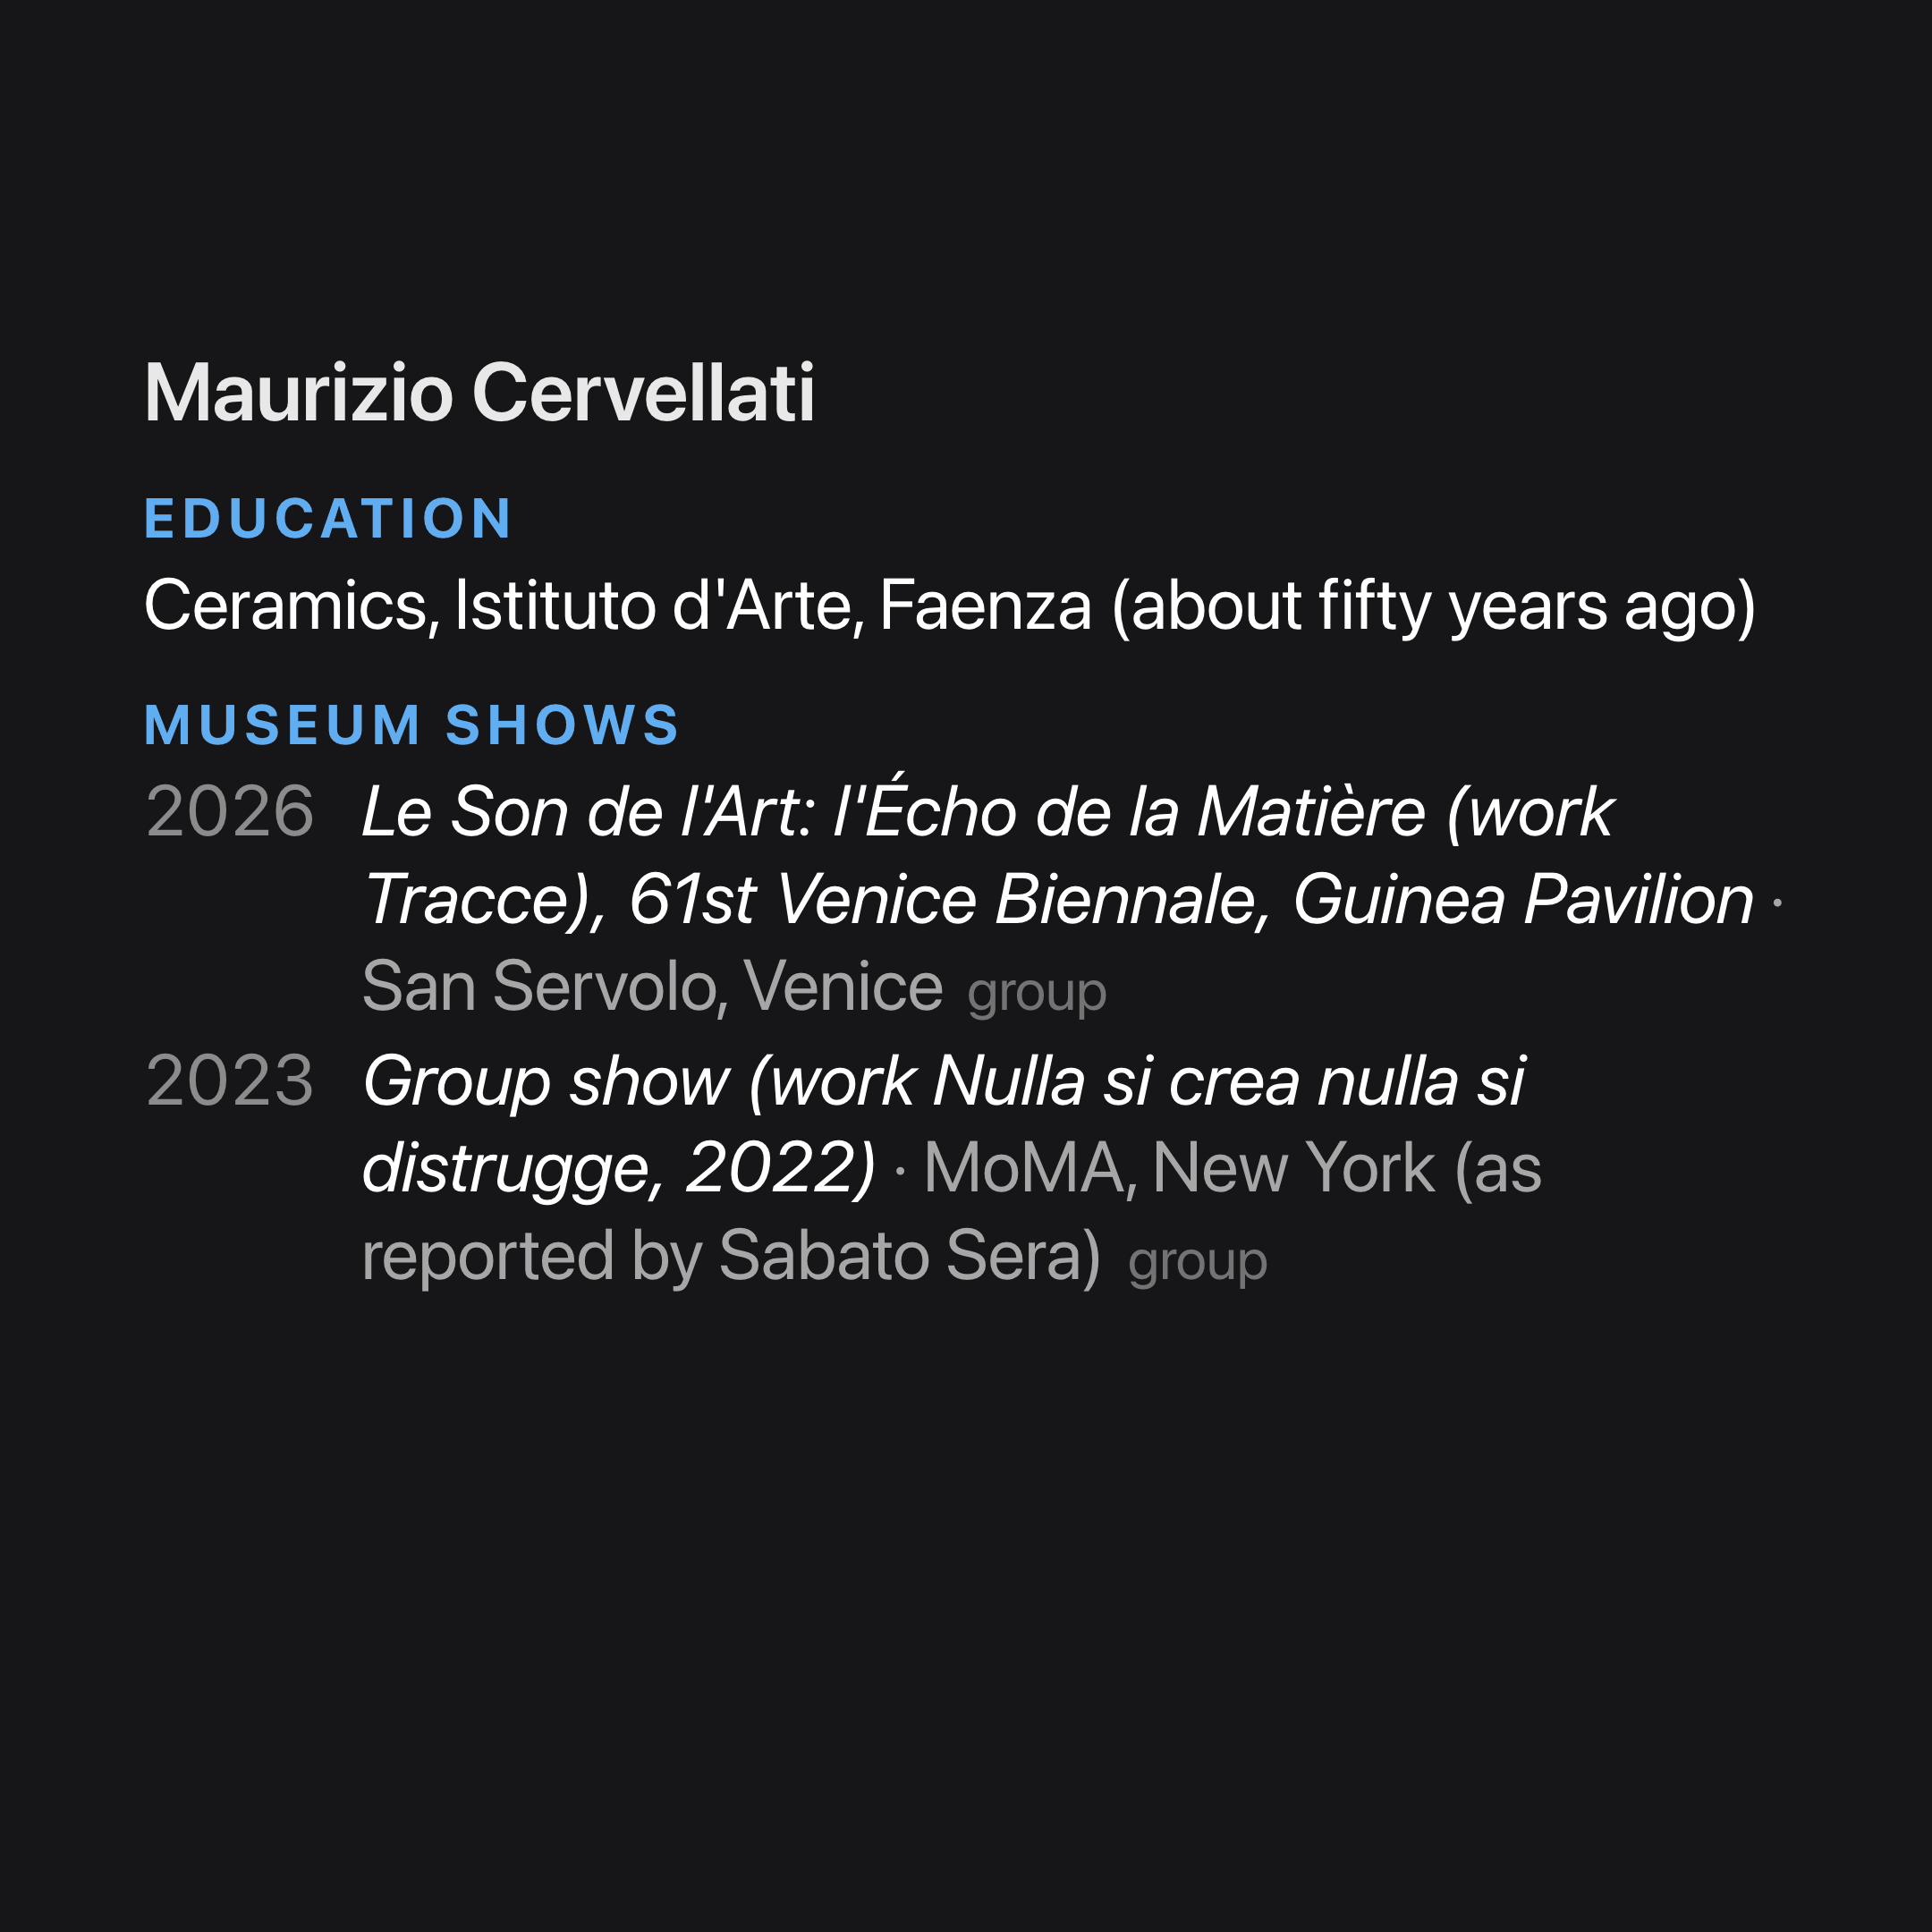 Maurizio Cervellati
EDUCATION
Ceramics, Istituto d'Arte, Faenza (about fifty years ago)
MUSEUM SHOWS
2026 Le Son de l'Art: l'Écho de la Matière (work
Tracce), 61st Venice Biennale, Guinea Pavilion ·
San Servolo, Venice group
2023 Group show (work Nulla si crea nulla si
distrugge, 2022) · MoMA, New York (as
reported by Sabato Sera) group